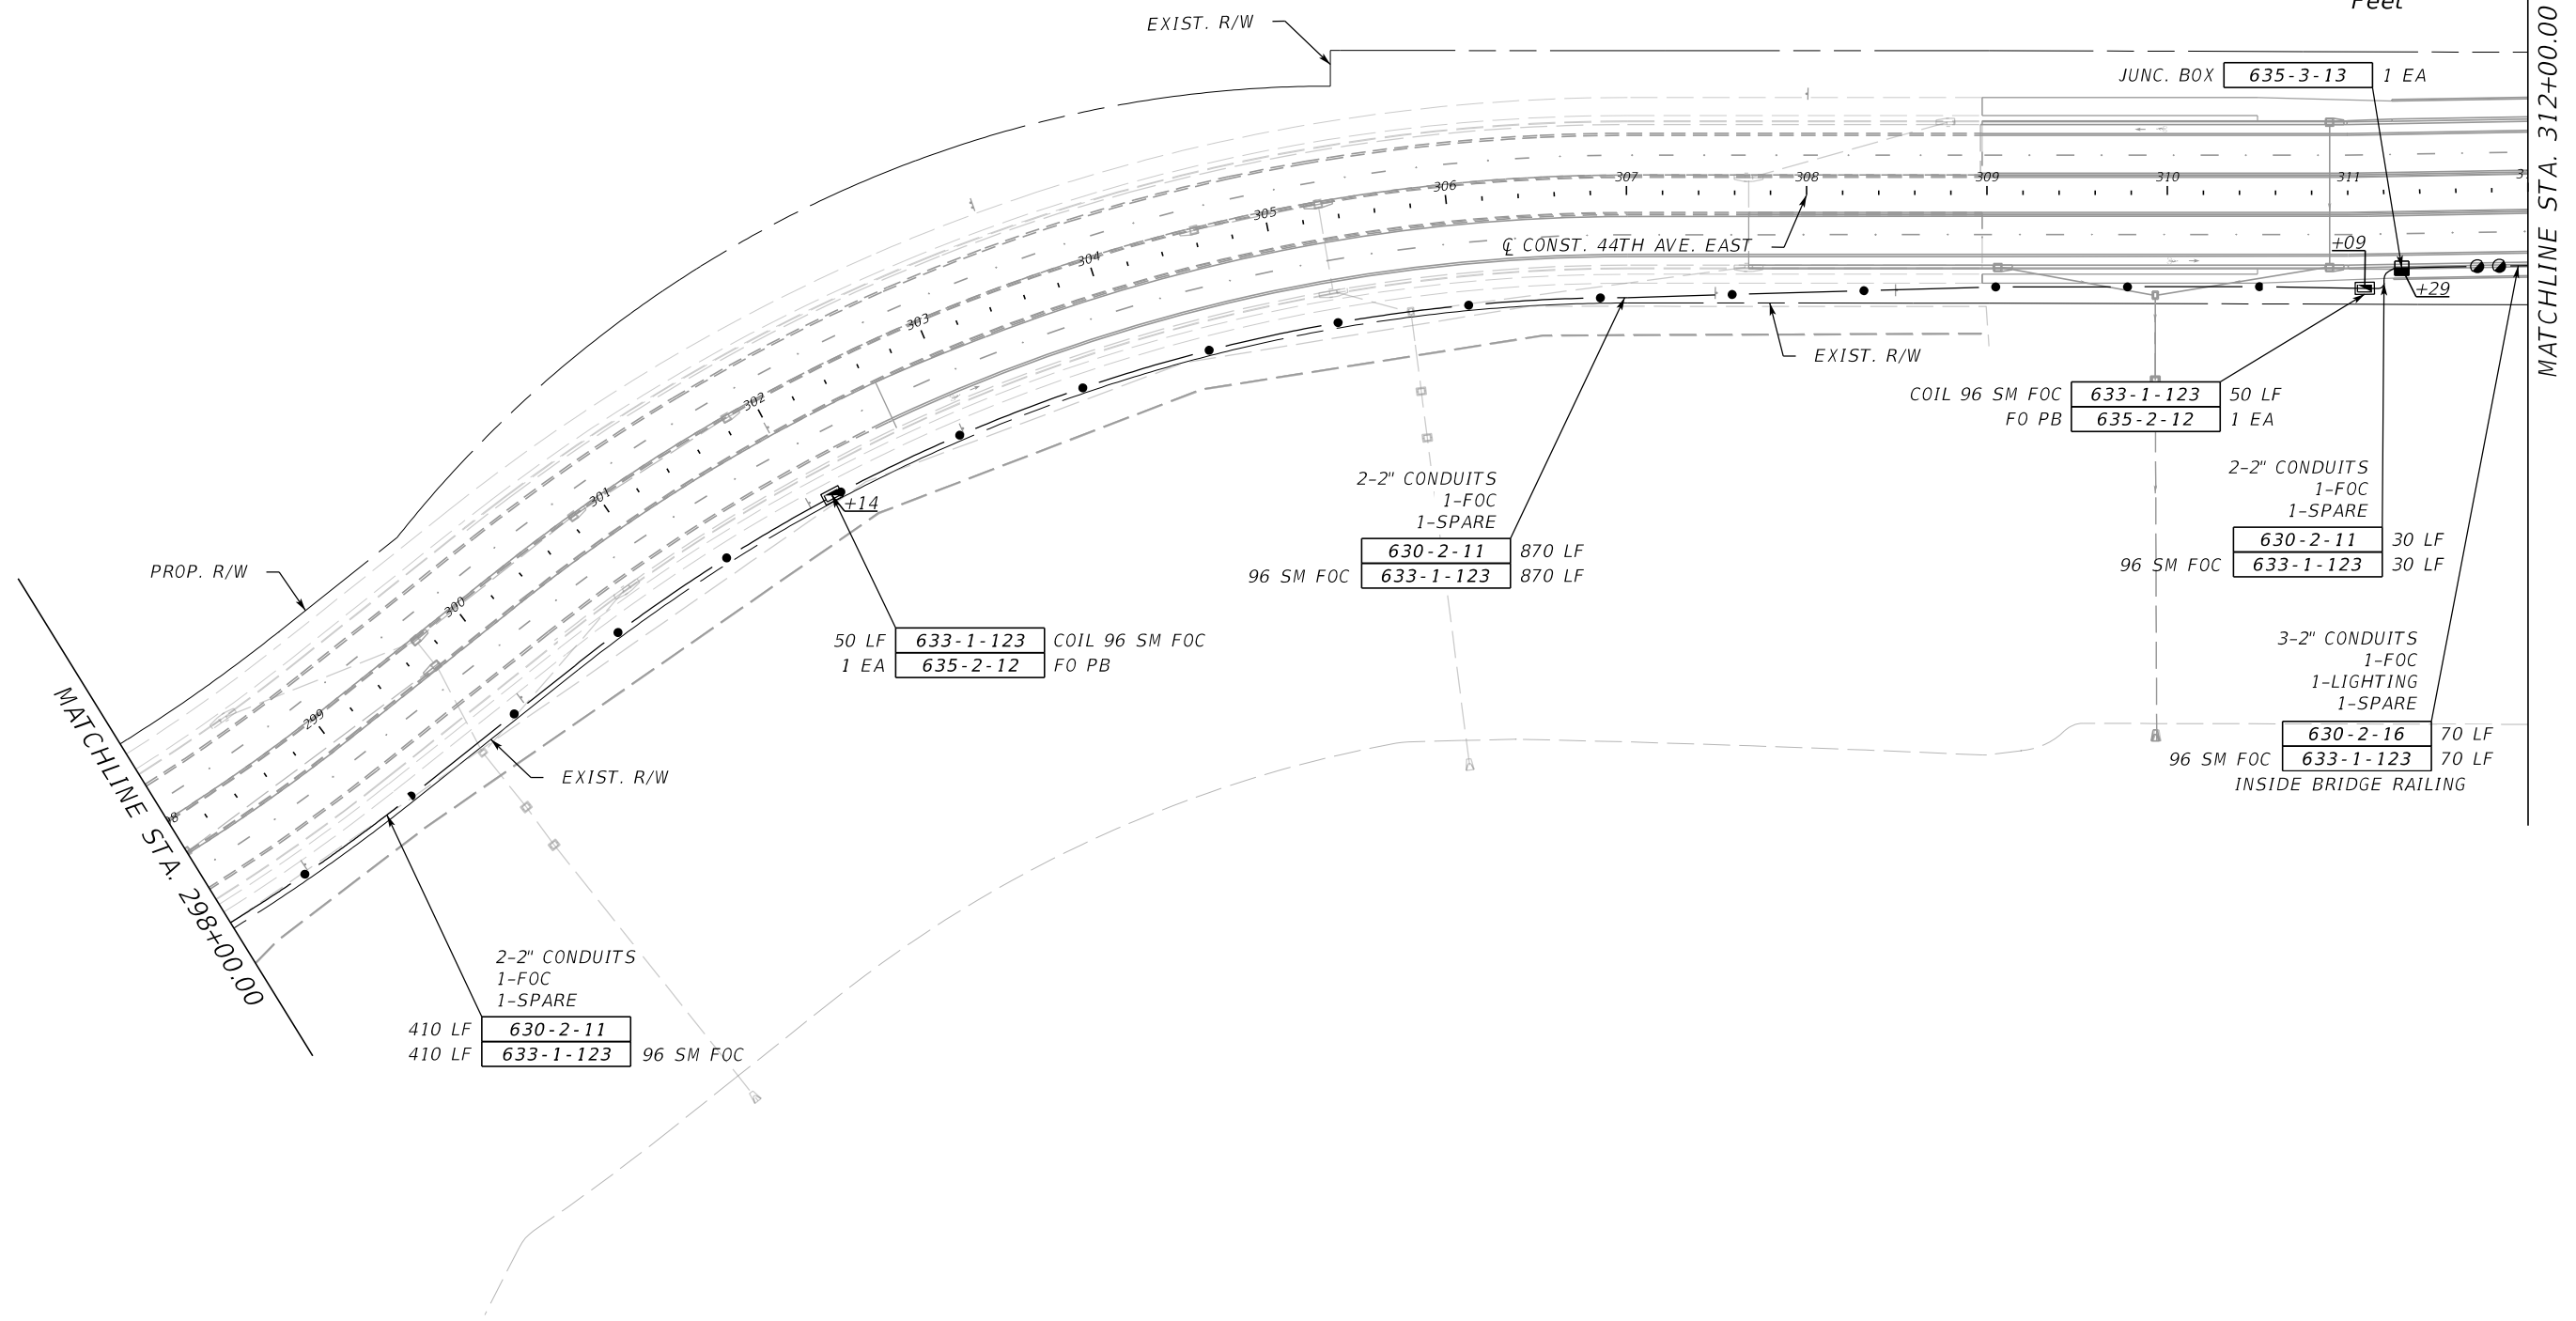 Feet
EXIST. R/W
JUNC. BOX 635-3-13 1 EA
MATCHLINE STA. 312+00.00
306
307
308
309
310
311
305
304
303
302
301
300
299
℄ CONST. 44TH AVE. EAST
+09
+29
EXIST. R/W
COIL 96 SM FOC 633-1-123 50 LF
FO PB 635-2-12 1 EA
2-2" CONDUITS
1-FOC
1-SPARE
630-2-11 870 LF
96 SM FOC 633-1-123 870 LF
2-2" CONDUITS
1-FOC
1-SPARE
630-2-11 30 LF
96 SM FOC 633-1-123 30 LF
+14
PROP. R/W
50 LF 633-1-123 COIL 96 SM FOC
1 EA 635-2-12 FO PB
3-2" CONDUITS
1-FOC
1-LIGHTING
1-SPARE
630-2-16 70 LF
96 SM FOC 633-1-123 70 LF
INSIDE BRIDGE RAILING
EXIST. R/W
MATCHLINE STA. 298+00.00
2-2" CONDUITS
1-FOC
1-SPARE
410 LF 630-2-11
410 LF 633-1-123 96 SM FOC